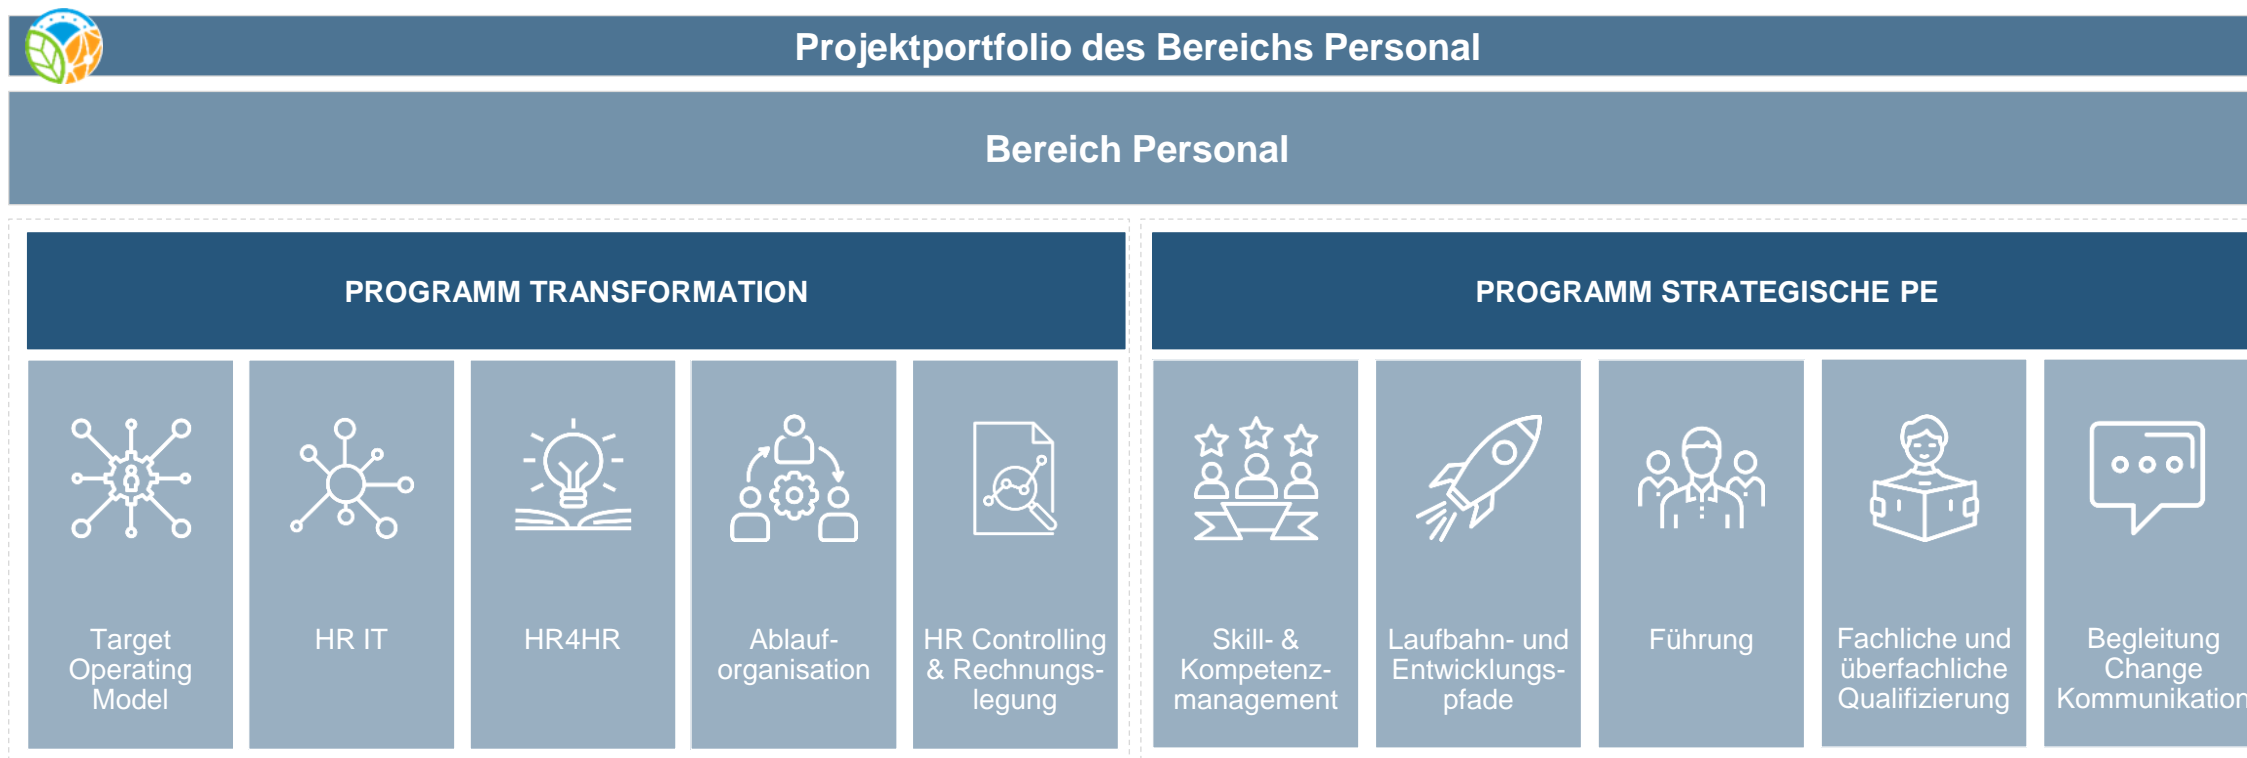 Projektportfolio des Bereichs Personal
Bereich Personal
PROGRAMM TRANSFORMATION
PROGRAMM STRATEGISCHE PE
Target
Operating
Model
HR IT
HR4HR
Ablauf-
organisation
HR Controlling
& Rechnungs-
legung
Skill- &
Kompetenz-
management
Laufbahn- und
Entwicklungs-
pfade
Führung
Fachliche und
überfachliche
Qualifizierung
Begleitung
Change
Kommunikation